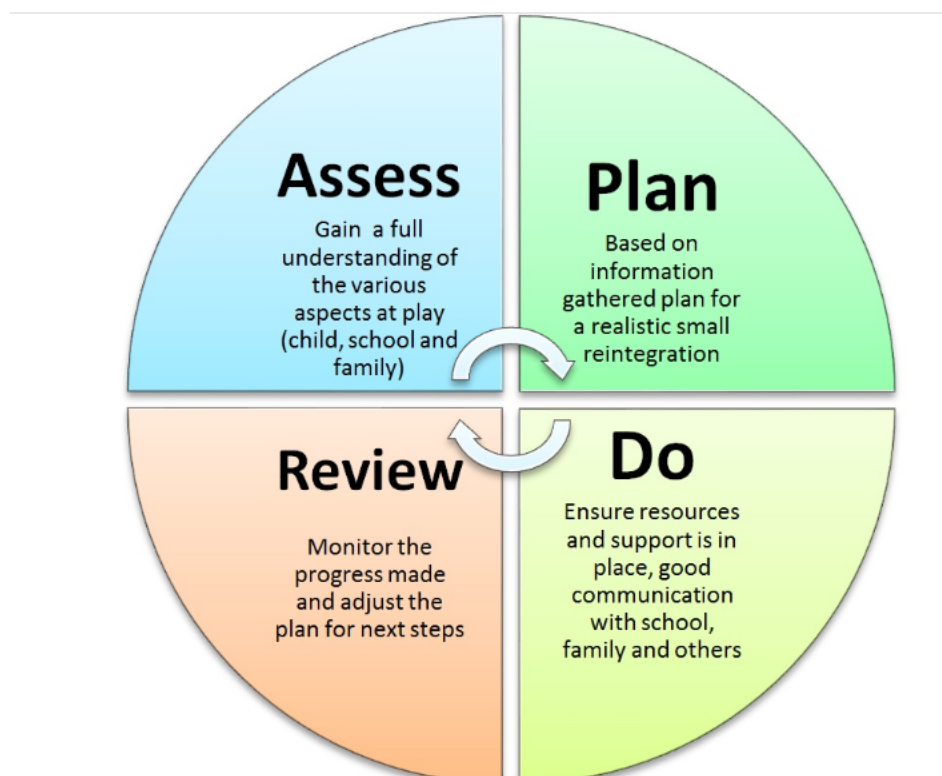 Assess
Gain a full
understanding of
the various
aspects at play
(child, school and
family)
Plan
Based on
information
gathered plan for
a realistic small
reintegration
Do
Ensure resources
and support is in
place, good
communication
with school,
family and others
Review
Monitor the
progress made
and adjust the
plan for next steps